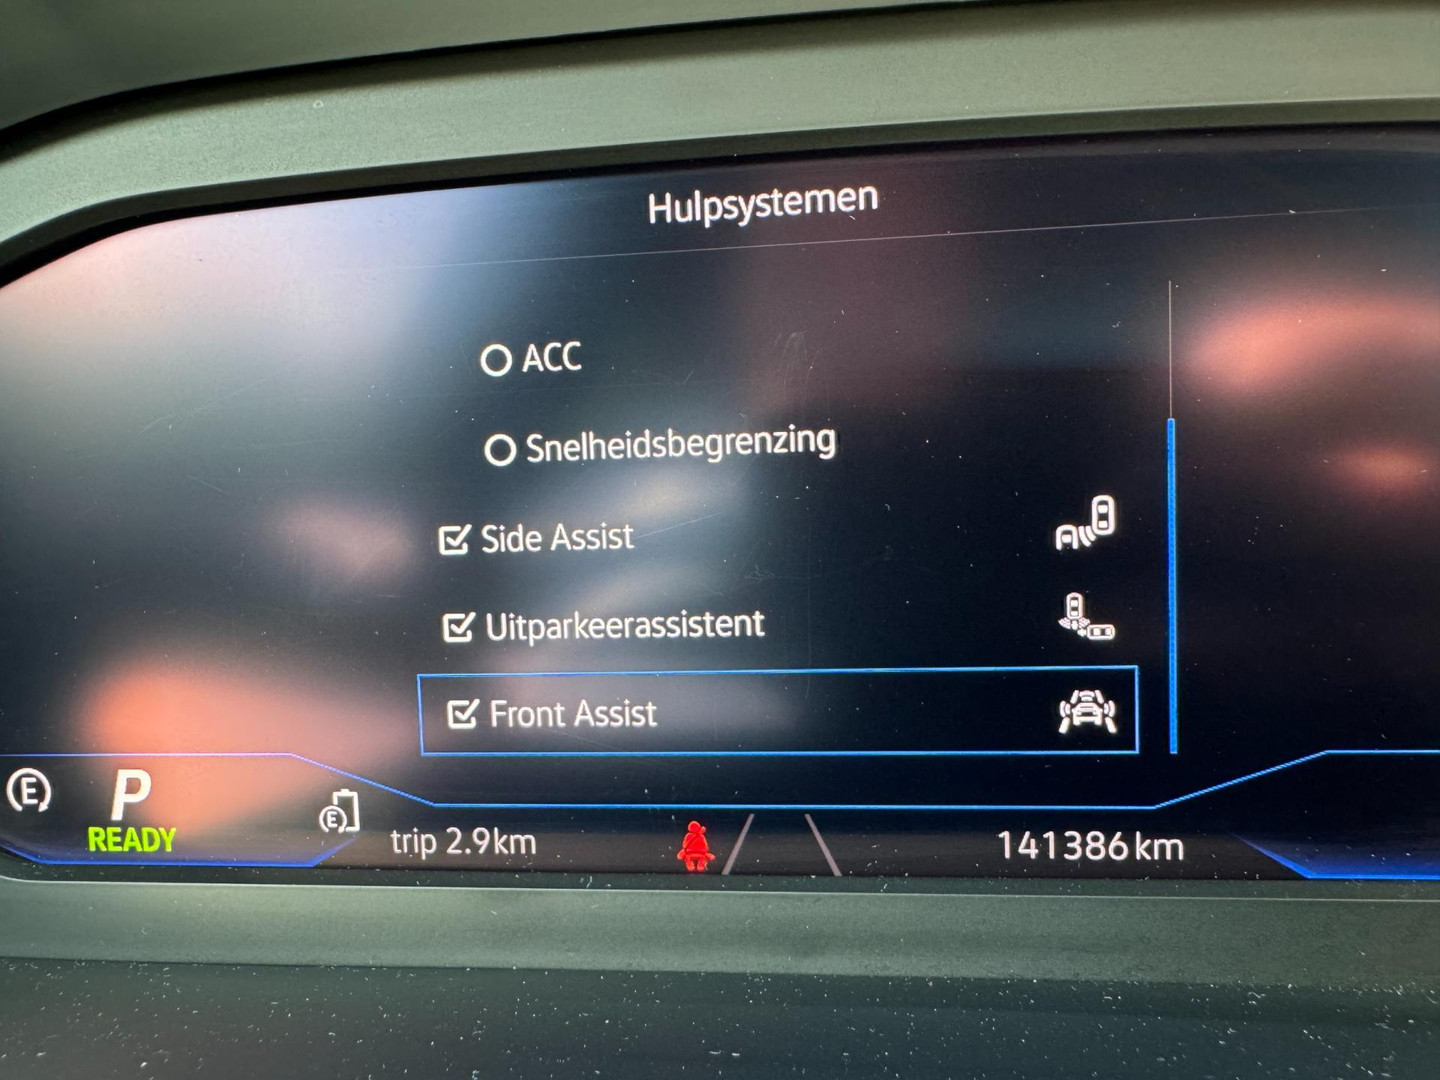 Hulpsystemen
ACC
Snelheidsbegrenzing
Side Assist
Uitparkeerassistent
Front Assist
E P E
READY
trip 2.9km
141386km